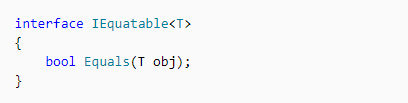 interface IEquatable<T>
{
    bool Equals(T obj);
}